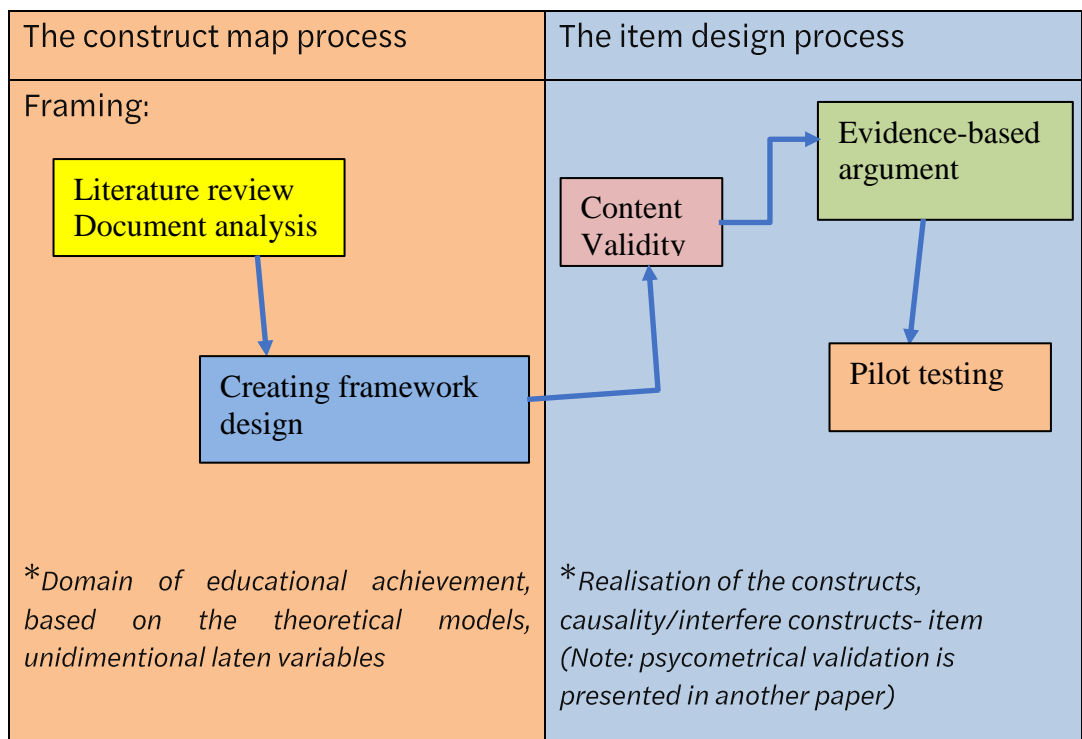 The construct map process
The item design process
Framing:
Literature review
Document analysis
Creating framework
design
Content
Validity
Evidence-based
argument
Pilot testing
*Domain of educational achievement,
based on the theoretical models,
unidimentional laten variables
*Realisation of the constructs,
causality/interfere constructs- item
(Note: psycometrical validation is
presented in another paper)